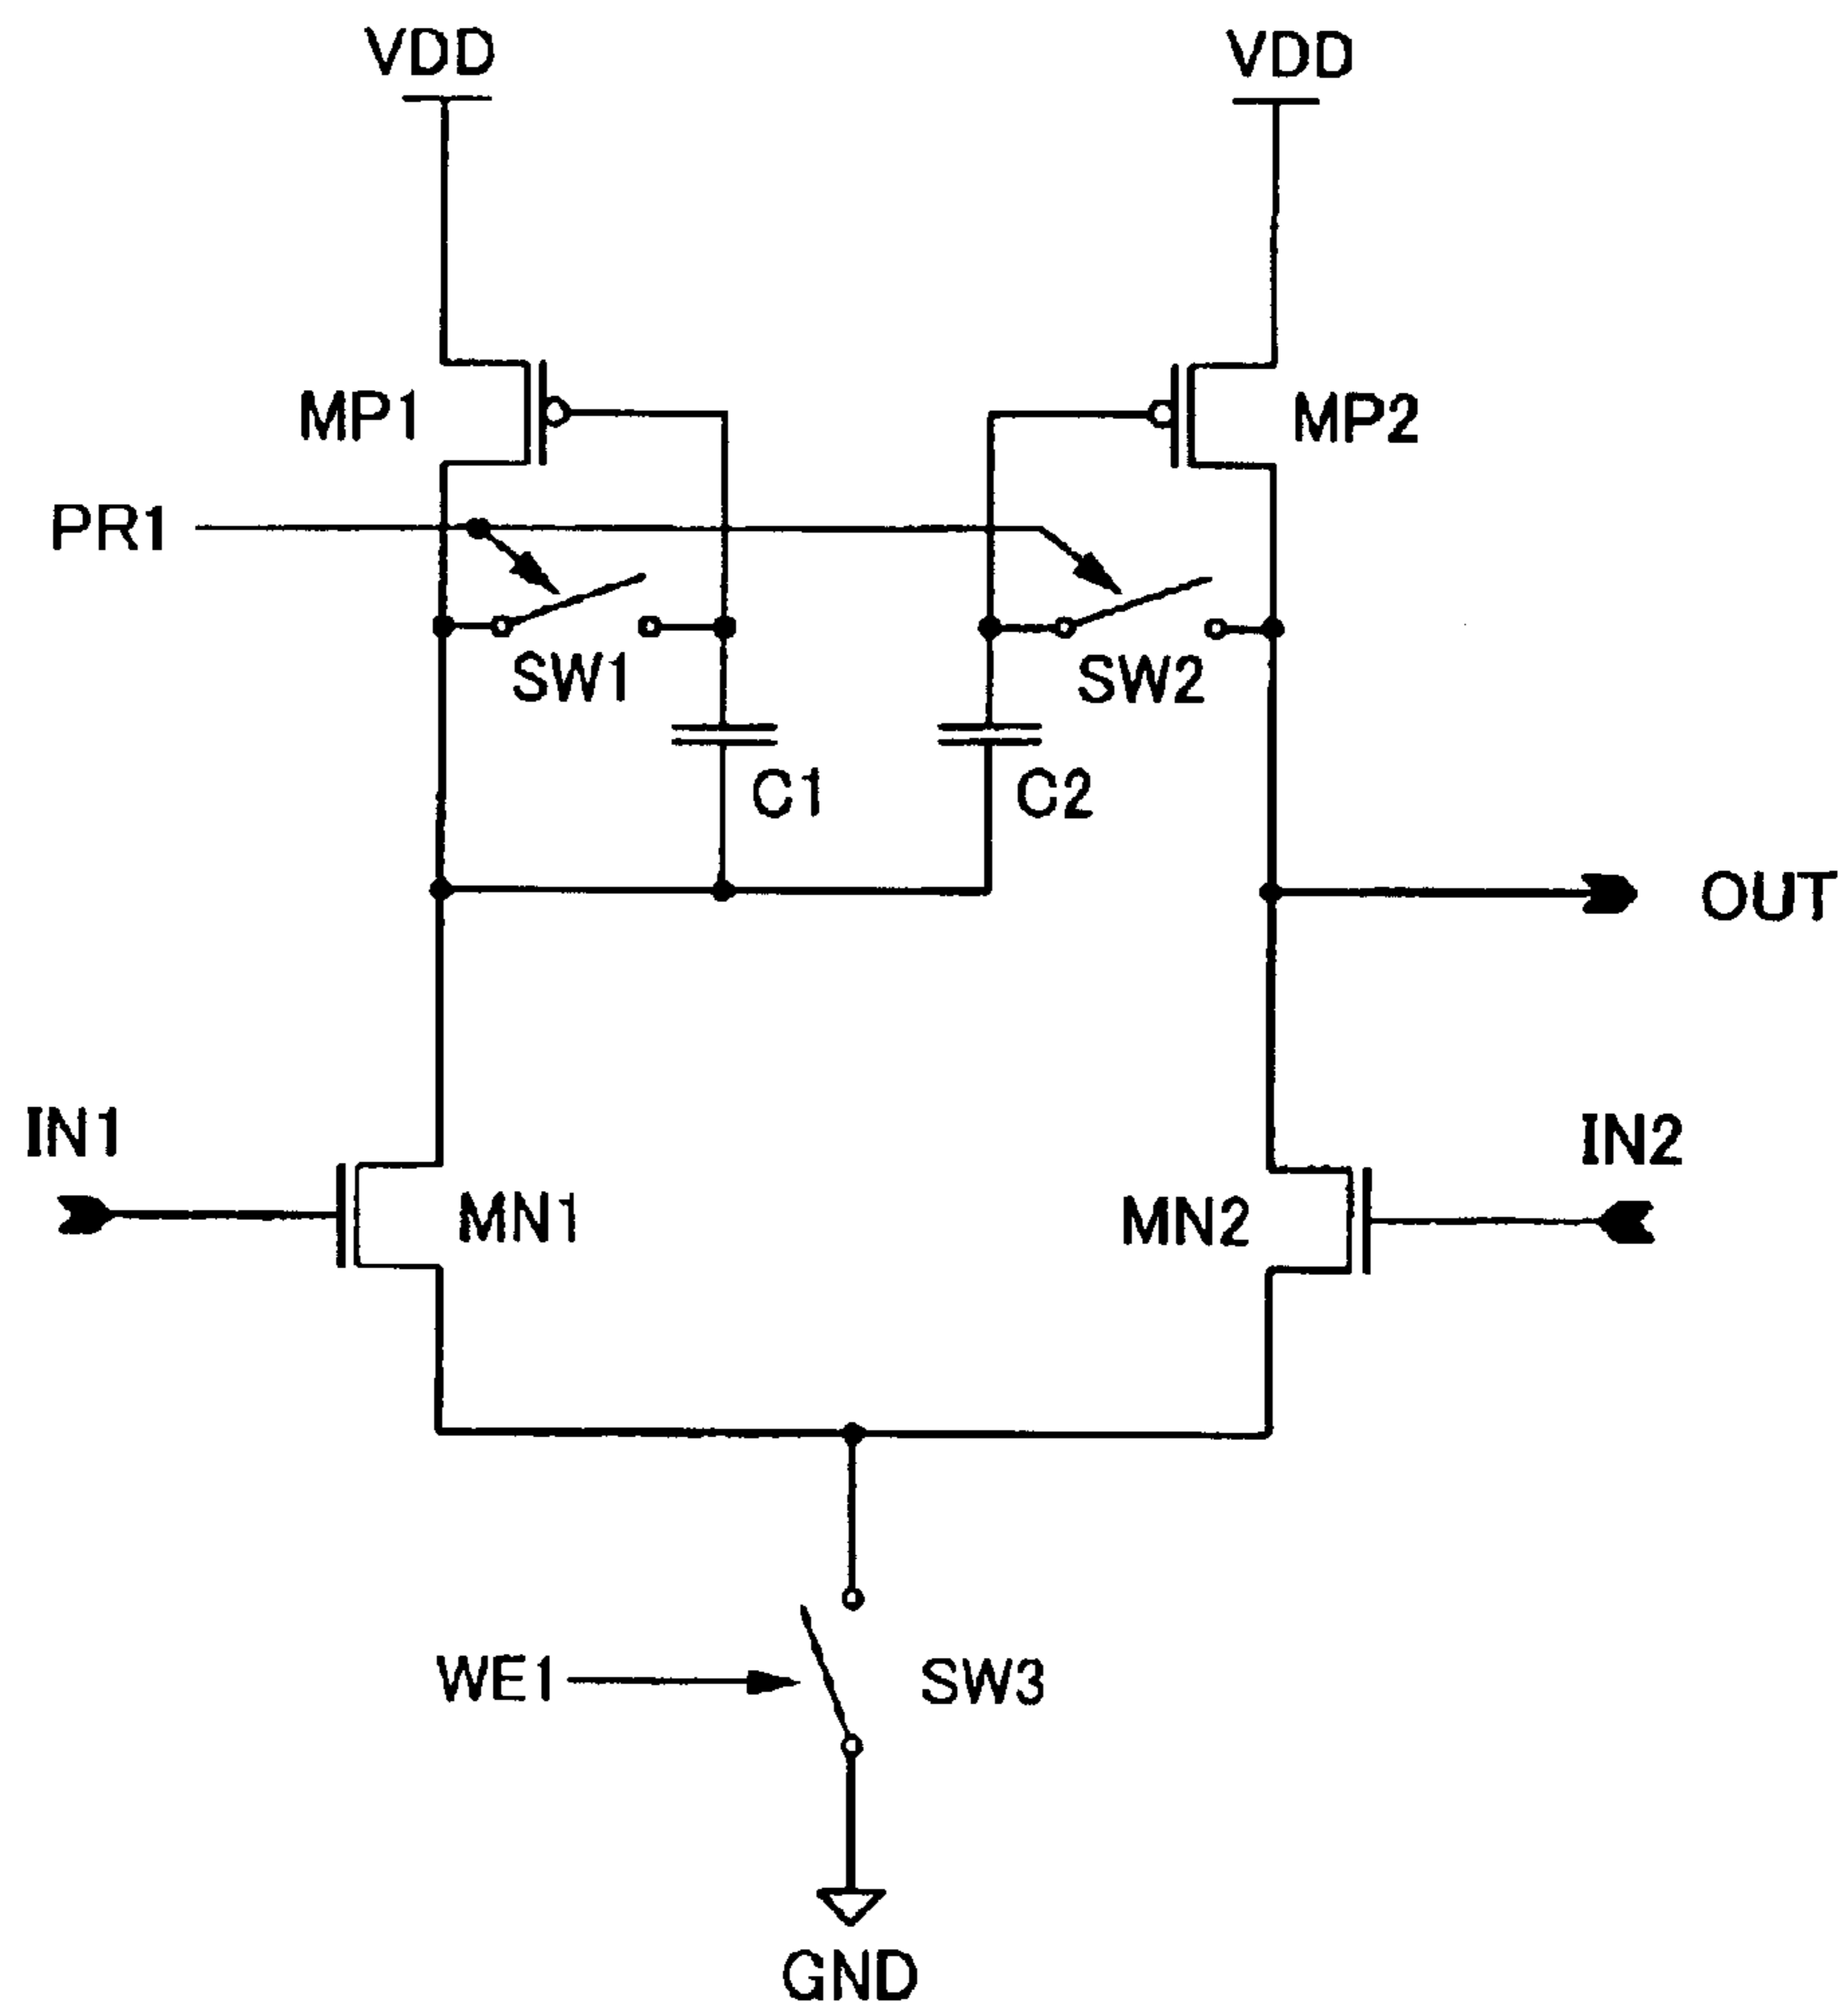 VDD
VDD
MP1
MP2
PR1
SW1
SW2
C1
C2
OUT
IN1
IN2
MN1
MN2
WE1
SW3
GND